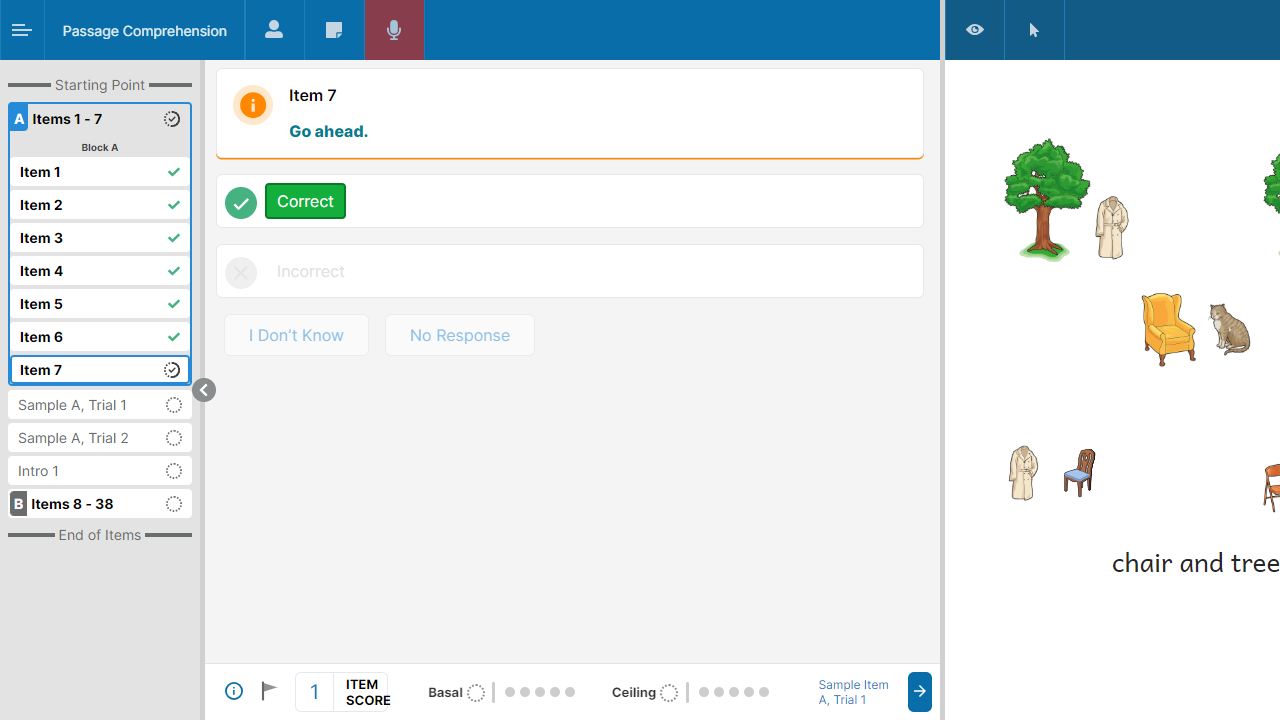 Passage Comprehension
Starting Point
A Items 1 - 7
Block A
Item 1
Item 2
Item 3
Item 4
Item 5
Item 6
Item 7
Sample A, Trial 1
Sample A, Trial 2
Intro 1
B Items 8 - 38
End of Items
Item 7
Go ahead.
Correct
Incorrect
I Don’t Know
No Response
1
ITEM
SCORE
Basal
Ceiling
Sample Item
A, Trial 1
chair and tree